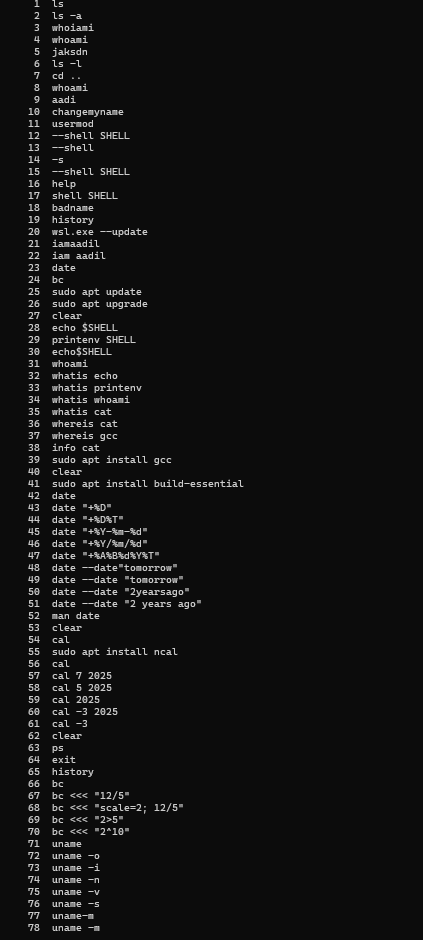 1 ls
2 ls -a
3 whoiami
4 whoami
5 jaksdn
6 ls -l
7 cd ..
8 whoami
9 aadi
10 changemyname
11 usermod
12 --shell SHELL
13 --shell
14 -s
15 --shell SHELL
16 help
17 shell SHELL
18 badname
19 history
20 wsl.exe --update
21 iamaadil
22 iam aadil
23 date
24 bc
25 sudo apt update
26 sudo apt upgrade
27 clear
28 echo $SHELL
29 printenv SHELL
30 echo$SHELL
31 whoami
32 whatis echo
33 whatis printenv
34 whatis whoami
35 whatis cat
36 whereis cat
37 whereis gcc
38 info cat
39 sudo apt install gcc
40 clear
41 sudo apt install build-essential
42 date
43 date "+%D"
44 date "+%D%T"
45 date "+%Y-%m-%d"
46 date "+%Y/%m/%d"
47 date "+%A%B%d%Y%T"
48 date --date"tomorrow"
49 date --date "tomorrow"
50 date --date "2yearsago"
51 date --date "2 years ago"
52 man date
53 clear
54 cal
55 sudo apt install ncal
56 cal
57 cal 7 2025
58 cal 5 2025
59 cal 2025
60 cal -3 2025
61 cal -3
62 clear
63 ps
64 exit
65 history
66 bc
67 bc <<< "12/5"
68 bc <<< "scale=2; 12/5"
69 bc <<< "2>5"
70 bc <<< "2^10"
71 uname
72 uname -o
73 uname -i
74 uname -n
75 uname -v
76 uname -s
77 uname-m
78 uname -m